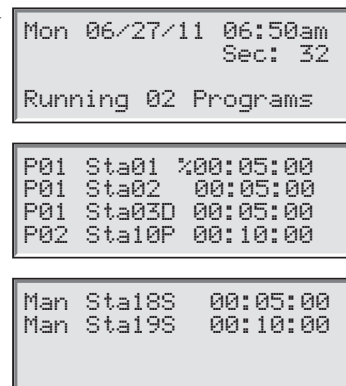 Mon 06/27/11 06:50am
Sec: 32
Running 02 Programs
P01 Sta01 %00:05:00
P01 Sta02 00:05:00
P01 Sta03D 00:05:00
P02 Sta10P 00:10:00
Man Sta18S 00:05:00
Man Sta19S 00:10:00